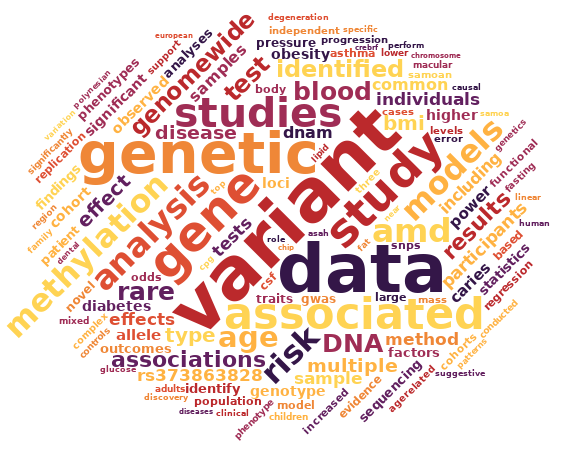 degeneration
european
independent specific
crebrf perform
pressure progression
support
analyses
obesity asthma lower chromosome
genomewide
phenotypes
samples
test
identified
macular
samoan
polynesian
significant
observed
body
blood
common
causal
variation
replication
studies
individuals
significantly
disease
dnam
cases
bmi
higher
samoa
levels
error
genetic
variant
study
models
lipid
genetics
functional
findings
cohort
effect
methylation
analysis
gene
top
loci
three
including
power
fasting
region
family
patient
dental
tests
amd
results
participants
near
linear
human
role
asah
snps
fat
chip
cpg
data
based
statistics
caries
novel
rare
odds
csf
traits
gwas
large
mass
regression
diabetes
associated
mixed
complex
controls
effects
allele
type
age
risk
DNA
method
conducted
cohorts
patterns
outcomes
associations
factors
glucose
rs373863828
multiple
sample
sequencing
suggestive
adults
identify
genotype
evidence
agerelated
discovery
population
model
increased
diseases
clinical
phenotype
children